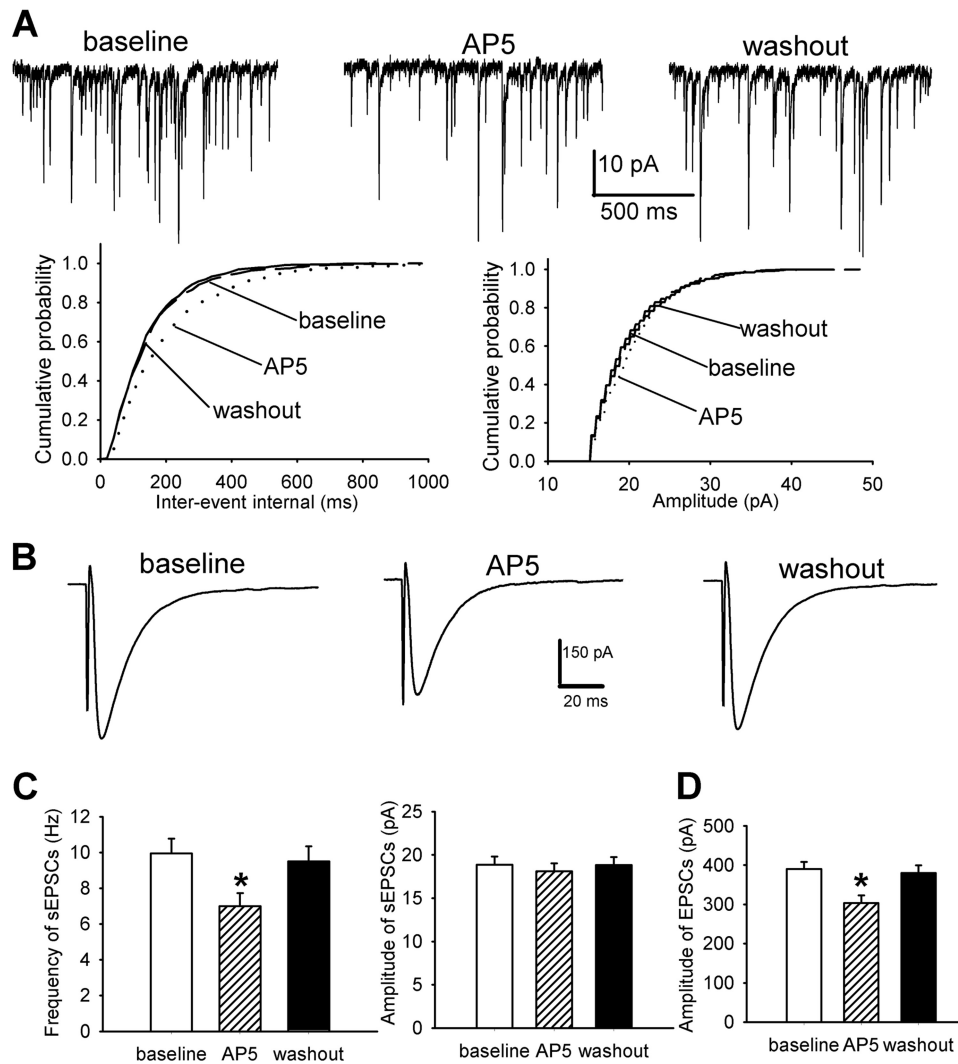 A
baseline
AP5
washout
10 pA
500 ms
Cumulative probability
1.0
0.8
0.6
0.4
0.2
0.0
baseline
AP5
washout
0 200 400 600 800 1000
Inter-event internal (ms)
Cumulative probability
1.0
0.8
0.6
0.4
0.2
0.0
washout
baseline
AP5
10 20 30 40 50
Amplitude (pA)
B
baseline
AP5
washout
150 pA
20 ms
C
Frequency of sEPSCs (Hz)
12
10
8
6
4
2
0
*
baseline AP5 washout
Amplitude of sEPSCs (pA)
25
20
15
10
5
0
baseline AP5 washout
D
Amplitude of EPSCs (pA)
500
400
300
200
100
0
*
baseline AP5 washout